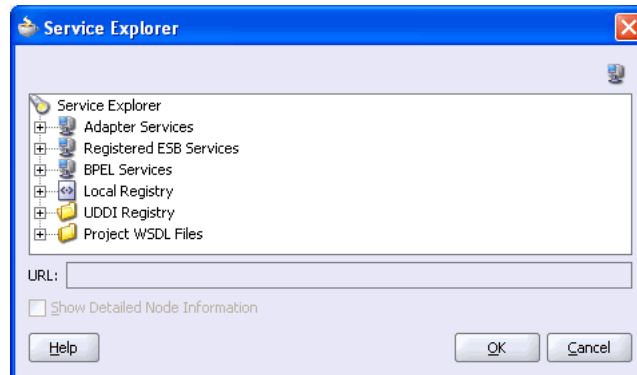 Service Explorer
Service Explorer
Adapter Services
Registered ESB Services
BPEL Services
Local Registry
UDDI Registry
Project WSDL Files
URL:
Show Detailed Node Information
Help
OK
Cancel